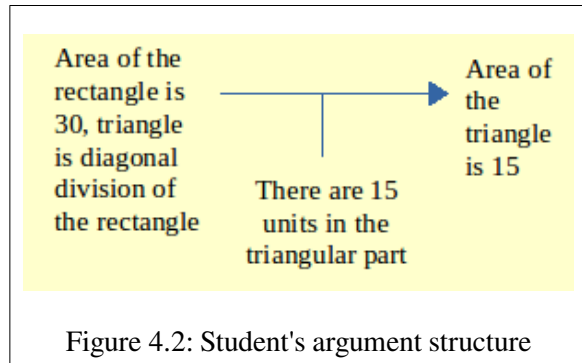 Area of the
rectangle is
30, triangle
is diagonal
division of
the rectangle
There are 15
units in the
triangular part
Area of
the
triangle
is 15
Figure 4.2: Student's argument structure